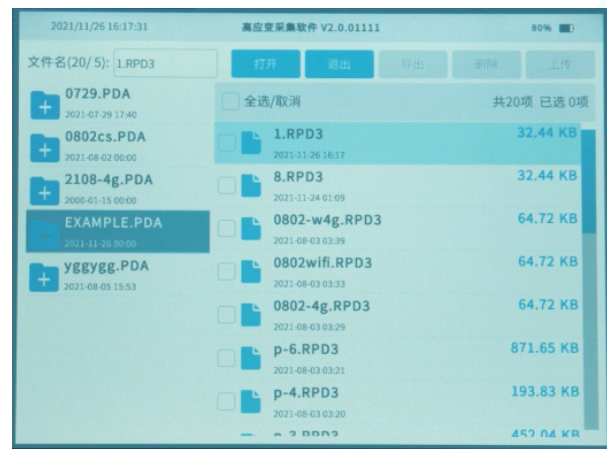 2021/11/26 16:17:31 高应变采集软件 V2.0.01111 80%
文件名(20/ 5): 1.RPD3 打开 退出 导出 删除 上传
0729.PDA
2021-07-29 17:40
0802cs.PDA
2021-08-02 00:00
2108-4g.PDA
2000-01-15 00:00
EXAMPLE.PDA
2021-11-26 00:00
yggygg.PDA
2021-08-05 15:53
全选/取消 共20项 已选 0项
1.RPD3 32.44 KB
2021-11-26 16:17
8.RPD3 32.44 KB
2021-11-24 01:09
0802-w4g.RPD3 64.72 KB
2021-08-03 03:39
0802wifi.RPD3 64.72 KB
2021-08-03 03:33
0802-4g.RPD3 64.72 KB
2021-08-03 03:29
p-6.RPD3 871.65 KB
2021-08-03 03:21
p-4.RPD3 193.83 KB
2021-08-03 03:20
p-3.RPD3 452.04 KB